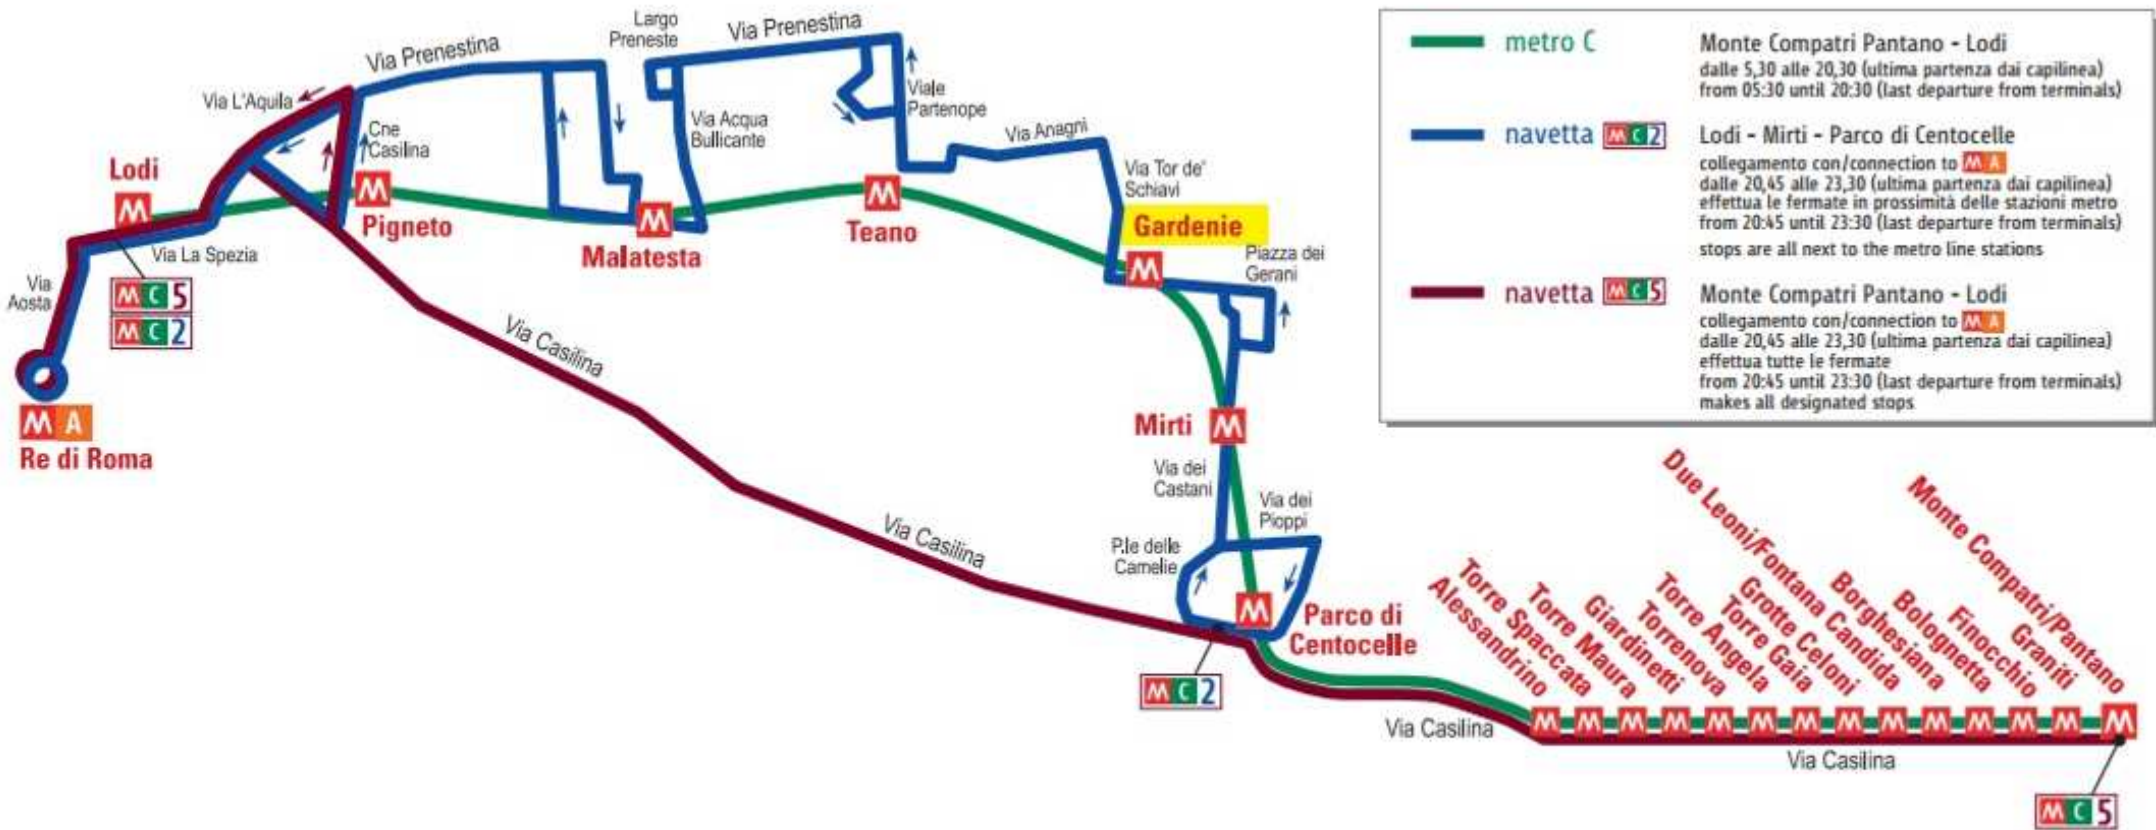 Via Prenestina
Largo
Preneste
Via Prenestina
Via L'Aquila
Cne
Casilina
Via Acqua
Bullicante
Viale
Partenope
Via Anagni
Via Tor de'
Schiavi
Lodi
M
M
Pigneto
M
Malatesta
M
Teano
Gardenie
M
Piazza dei
Gerani
Via La Spezia
Via
Aosta
M C 5
M C 2
M A
Re di Roma
Via Casilina
Via Casilina
Mirti
M
Via dei
Castani
Via dei
Pioppi
P.le delle
Camelie
M
Parco di
Centocelle
M C 2
metro C
Monte Compatri Pantano - Lodi
dalle 5,30 alle 20,30 (ultima partenza dai capilinea)
from 05:30 until 20:30 (last departure from terminals)
navetta M C 2
Lodi - Mirti - Parco di Centocelle
collegamento con/connection to M A
dalle 20,45 alle 23,30 (ultima partenza dai capilinea)
effettua le fermate in prossimità delle stazioni metro
from 20:45 until 23:30 (last departure from terminals)
stops are all next to the metro line stations
navetta M C 5
Monte Compatri Pantano - Lodi
collegamento con/connection to M A
dalle 20,45 alle 23,30 (ultima partenza dai capilinea)
effettua tutte le fermate
from 20:45 until 23:30 (last departure from terminals)
makes all designated stops
Alessandrino
Torre Spaccata
Torre Maura
Giardinetti
Torrenova
Torre Angela
Torre Gaia
Grotte Celoni
Due Leoni/Fontana Candida
Borghesiana
Bolognetta
Finocchio
Graniti
Monte Compatri/Pantano
M M M M M M M M M M M M M M
Via Casilina
Via Casilina
M C 5